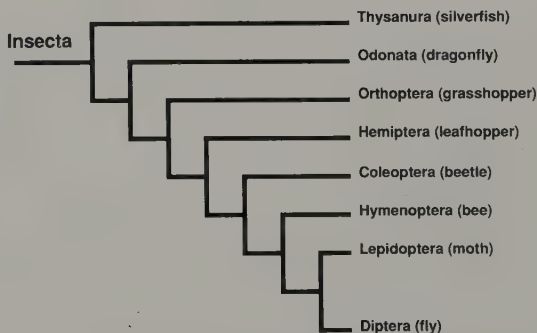 Insecta
Thysanura (silverfish)
Odonata (dragonfly)
Orthoptera (grasshopper)
Hemiptera (leafhopper)
Coleoptera (beetle)
Hymenoptera (bee)
Lepidoptera (moth)
Diptera (fly)